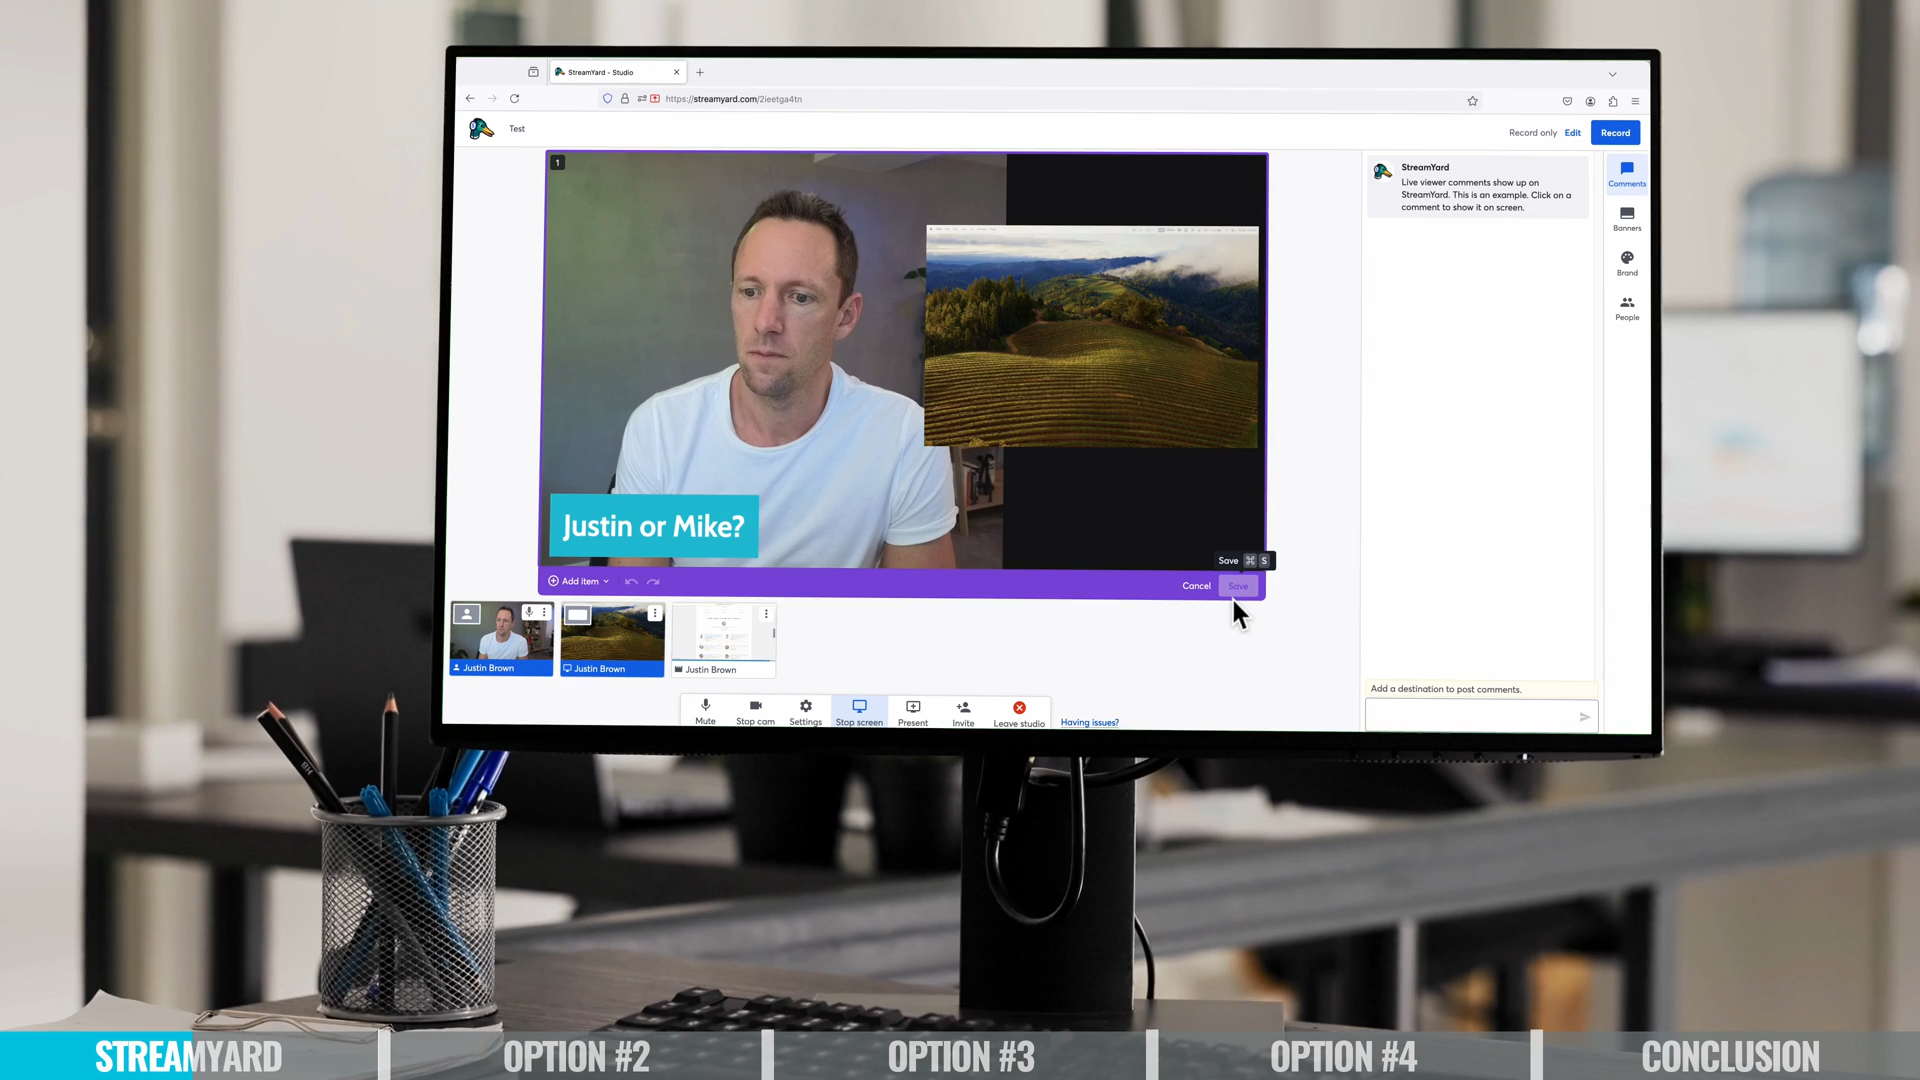 StreamYard - Studio
https://streamyard.com/2ieetga4tn
Test
Record only Edit Record
1
StreamYard
Live viewer comments show up on
StreamYard. This is an example. Click on a
comment to show it on screen.
Comments
Banners
Brand
People
Justin or Mike?
Save ⌘ S
Add item
Cancel Save
Justin Brown
Justin Brown
Justin Brown
Add a destination to post comments.
Mute
Stop cam
Settings
Stop screen
Present
Invite
Leave studio
Having issues?
HB
STREAMYARD
OPTION #2
OPTION #3
OPTION #4
CONCLUSION